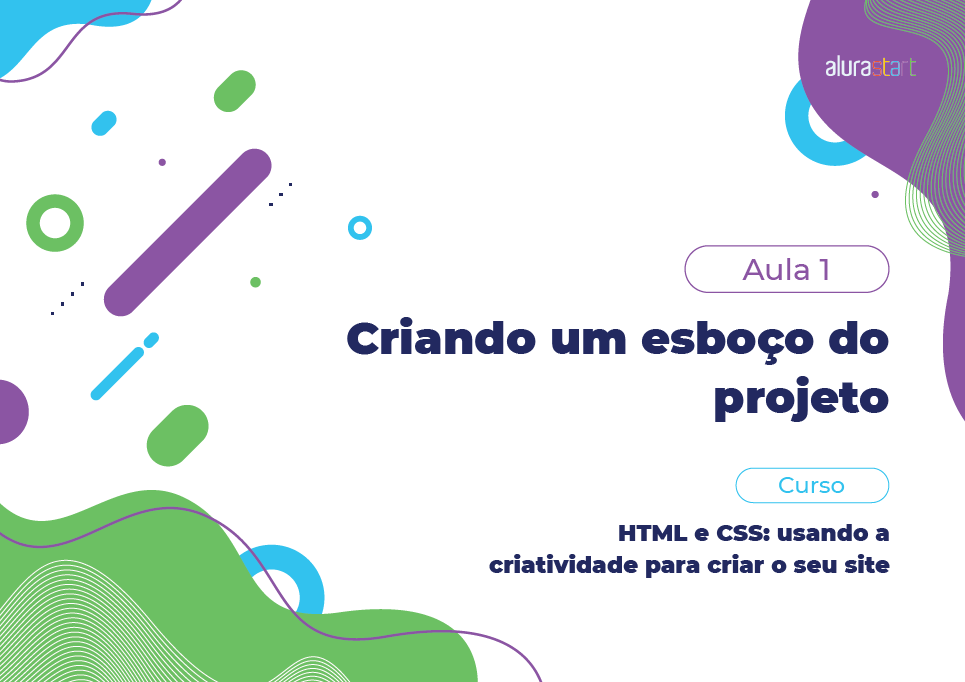 alurastart
Aula 1
Criando um esboço do
projeto
Curso
HTML e CSS: usando a
criatividade para criar o seu site